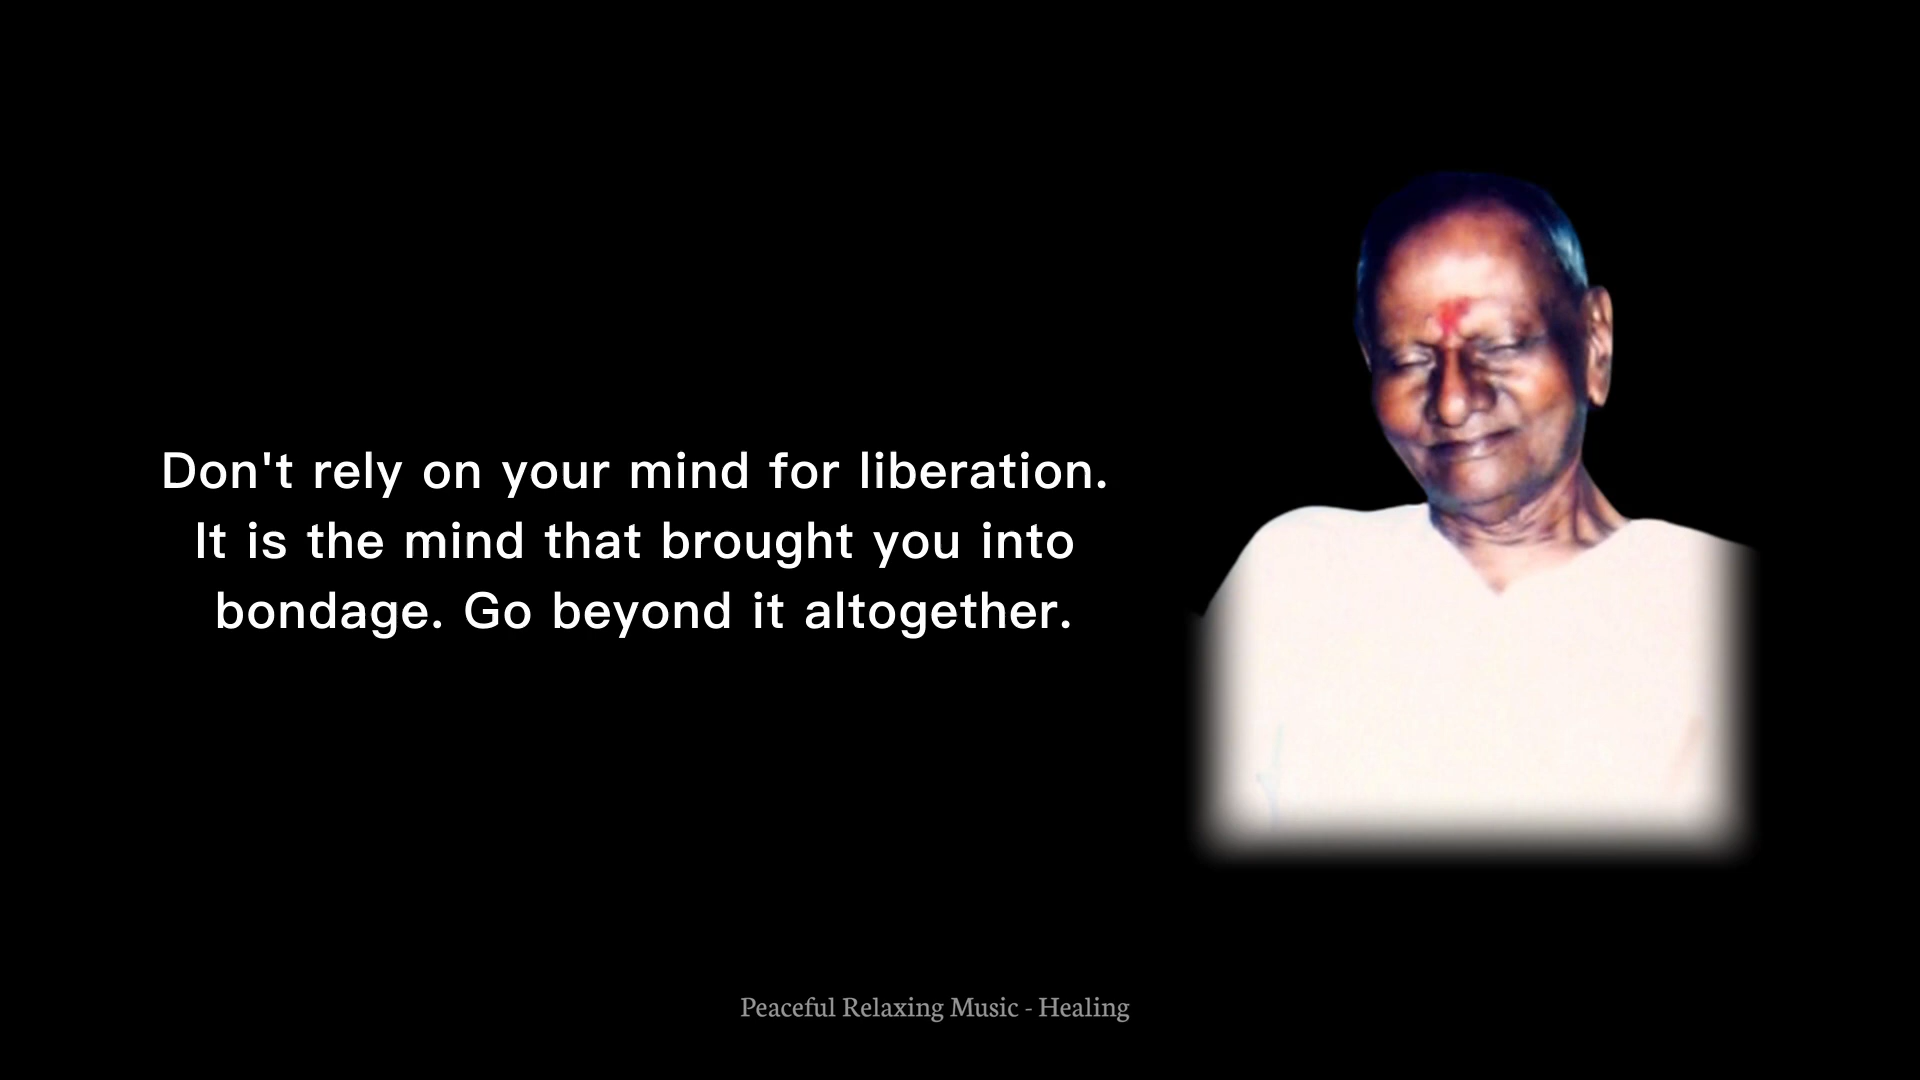 Don't rely on your mind for liberation.
It is the mind that brought you into
bondage. Go beyond it altogether.
Peaceful Relaxing Music - Healing